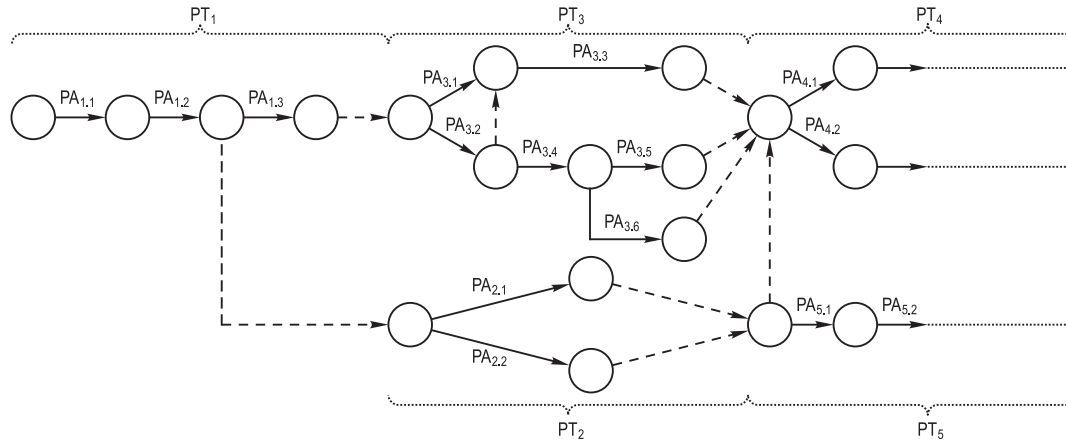 PT₁ PT₃ PT₄
PA₃.₁ PA₃.₃ PA₄.₁
PA₁.₁ PA₁.₂ PA₁.₃ PA₃.₂ PA₄.₂
PA₃.₄ PA₃.₅
PA₃.₆
PA₂.₁
PA₅.₁ PA₅.₂
PA₂.₂
PT₂ PT₅